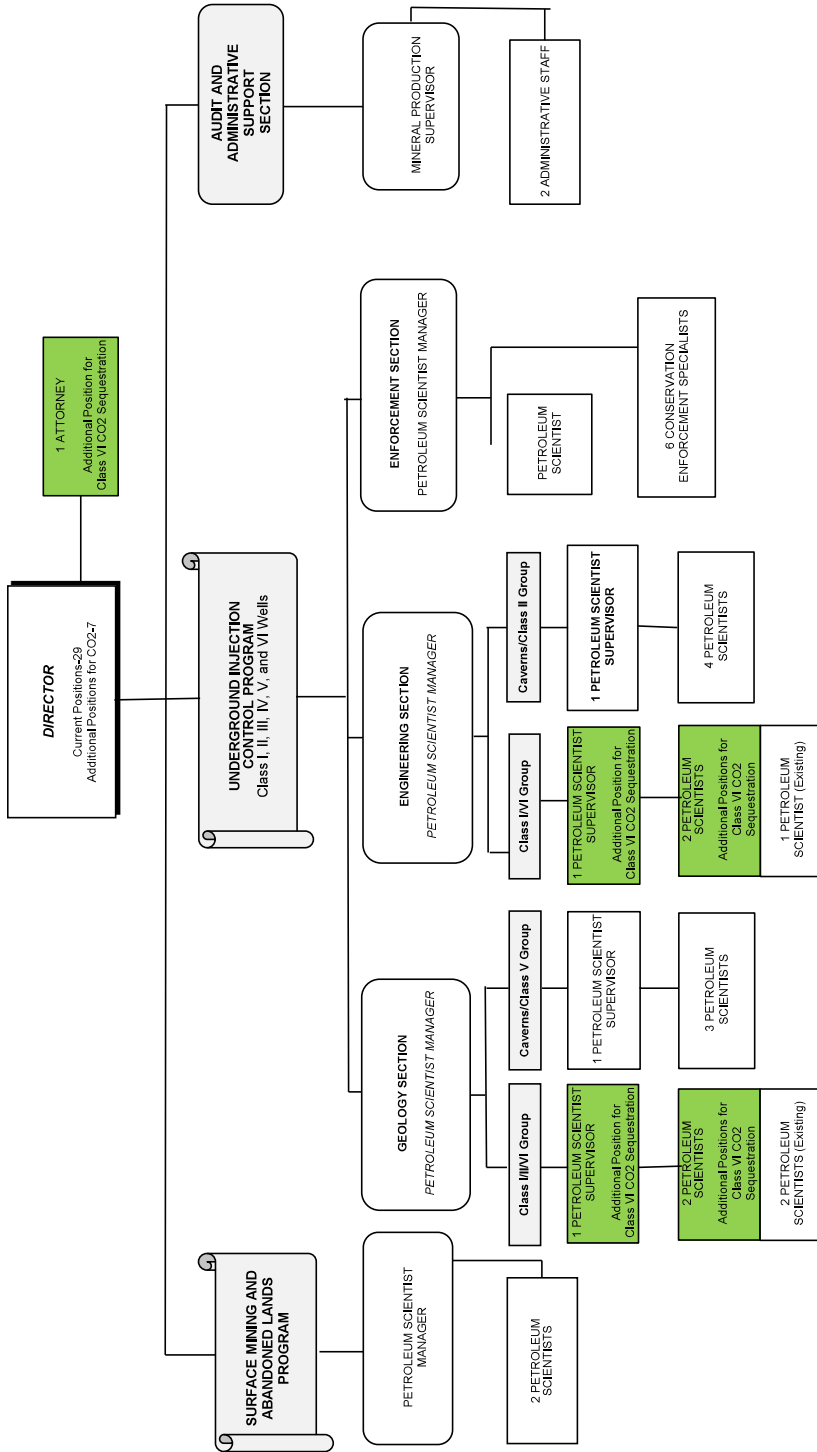 DIRECTOR
Current Positions-29
Additional Positions for CO2-7
1 ATTORNEY
Additional Position for
Class VI CO2 Sequestration
SURFACE MINING AND
ABANDONED LANDS
PROGRAM
UNDERGROUND INJECTION
CONTROL PROGRAM
Class I, II, III, IV, V, and VI Wells
AUDIT AND
ADMINISTRATIVE
SUPPORT
SECTION
PETROLEUM SCIENTIST
MANAGER
GEOLOGY SECTION
PETROLEUM SCIENTIST MANAGER
ENGINEERING SECTION
PETROLEUM SCIENTIST MANAGER
ENFORCEMENT SECTION
PETROLEUM SCIENTIST MANAGER
MINERAL PRODUCTION
SUPERVISOR
2 PETROLEUM
SCIENTISTS
Class I/II/VI Group
Caverns/Class V Group
Class I/VI Group
Caverns/Class II Group
PETROLEUM
SCIENTIST
2 ADMINISTRATIVE STAFF
1 PETROLEUM SCIENTIST
SUPERVISOR
Additional Position for
Class VI CO2 Sequestration
1 PETROLEUM SCIENTIST
SUPERVISOR
1 PETROLEUM SCIENTIST
SUPERVISOR
Additional Position for
Class VI CO2 Sequestration
1 PETROLEUM SCIENTIST
SUPERVISOR
6 CONSERVATION
ENFORCEMENT SPECIALISTS
2 PETROLEUM
SCIENTISTS
Additional Positions for
Class VI CO2
Sequestration
2 PETROLEUM
SCIENTISTS (Existing)
3 PETROLEUM
SCIENTISTS
2 PETROLEUM
SCIENTISTS
Additional Positions for
Class VI CO2
Sequestration
1 PETROLEUM
SCIENTIST (Existing)
4 PETROLEUM
SCIENTISTS